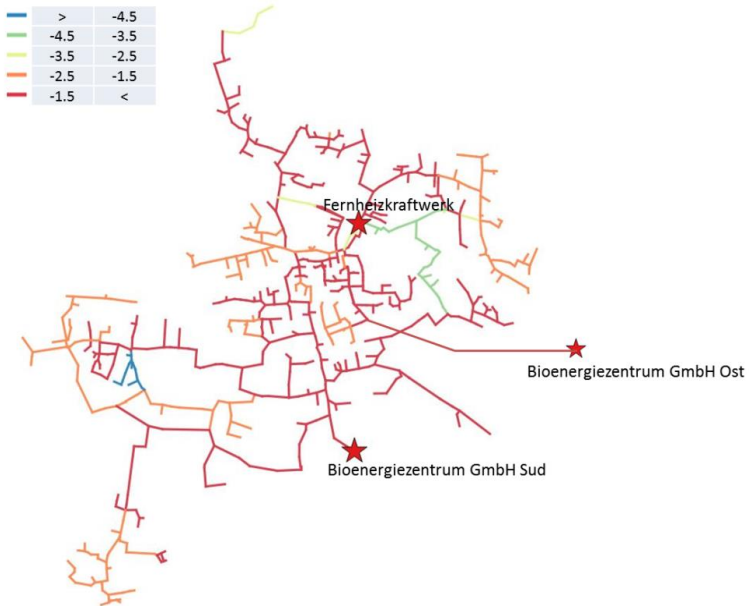 > -4.5
-4.5 -3.5
-3.5 -2.5
-2.5 -1.5
-1.5 <
Fernheizkraftwerk
Bioenergiezentrum GmbH Ost
Bioenergiezentrum GmbH Sud